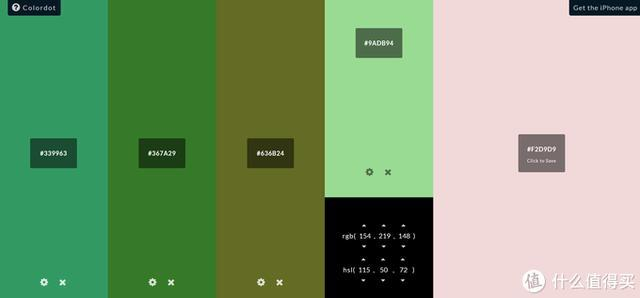 ? Colordot
Get the iPhone app
#339963
#367A29
#636B24
#9ADB94
rgb( 154 , 219 , 148 )
hsl( 115 , 50 , 72 )
#F2D9D9
Click to Save
值 什么值得买